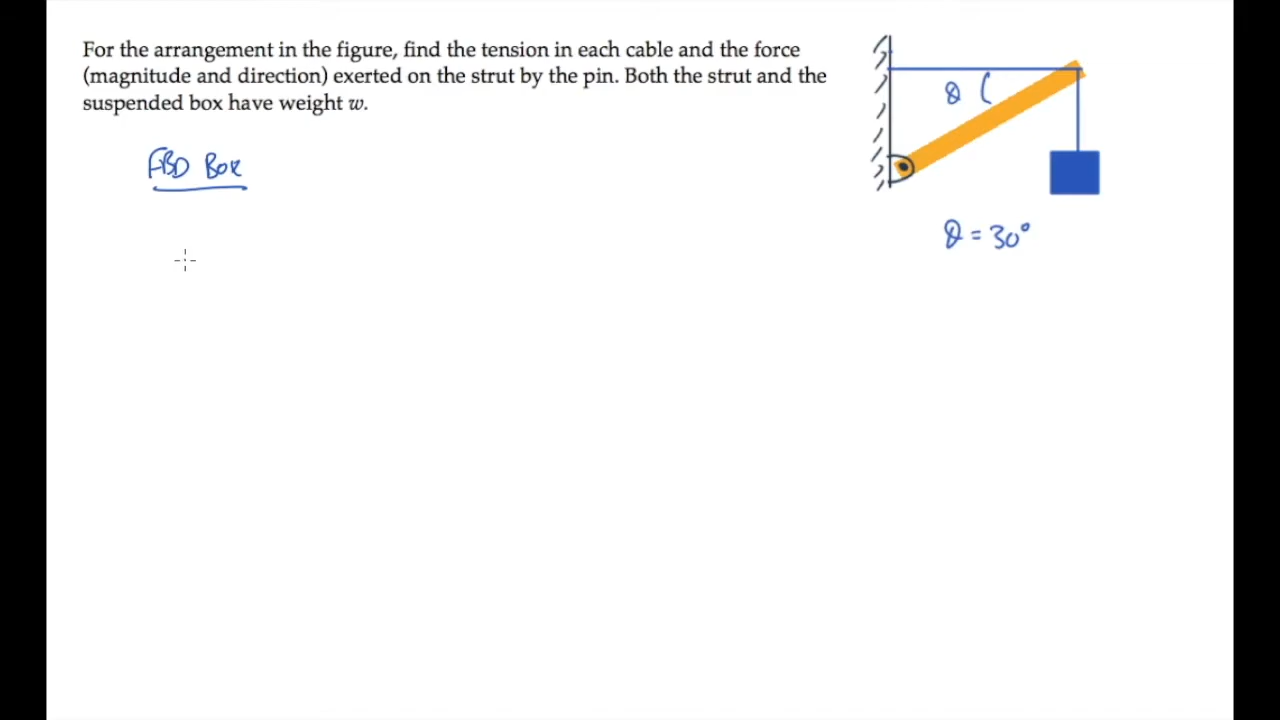 For the arrangement in the figure, find the tension in each cable and the force
(magnitude and direction) exerted on the strut by the pin. Both the strut and the
suspended box have weight w.
FBD Box
θ
θ = 30°